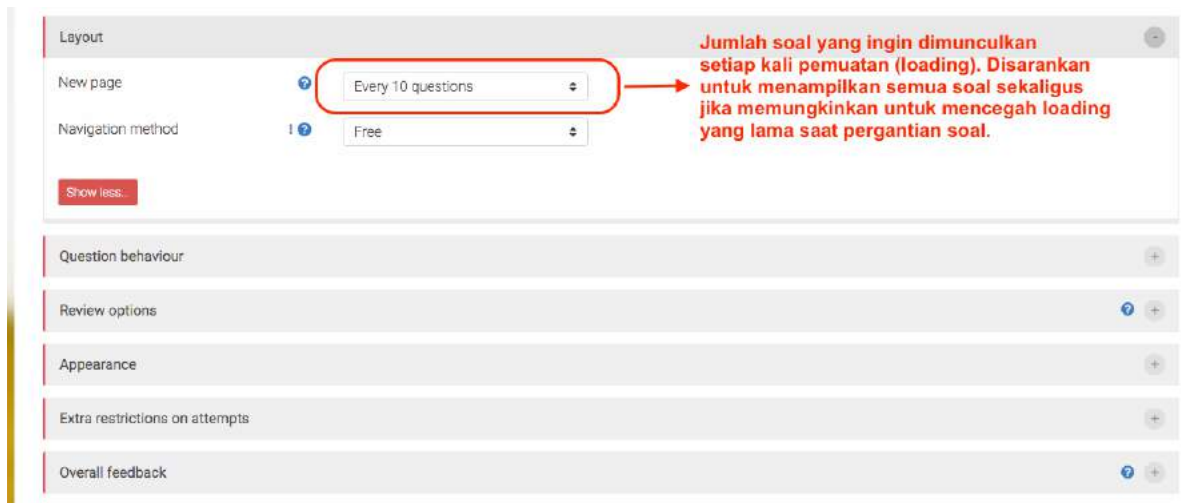 Layout
New page
Every 10 questions
Navigation method
!
Free
Show less...
Jumlah soal yang ingin dimunculkan
setiap kali pemuatan (loading). Disarankan
untuk menampilkan semua soal sekaligus
jika memungkinkan untuk mencegah loading
yang lama saat pergantian soal.
Question behaviour
Review options
Appearance
Extra restrictions on attempts
Overall feedback